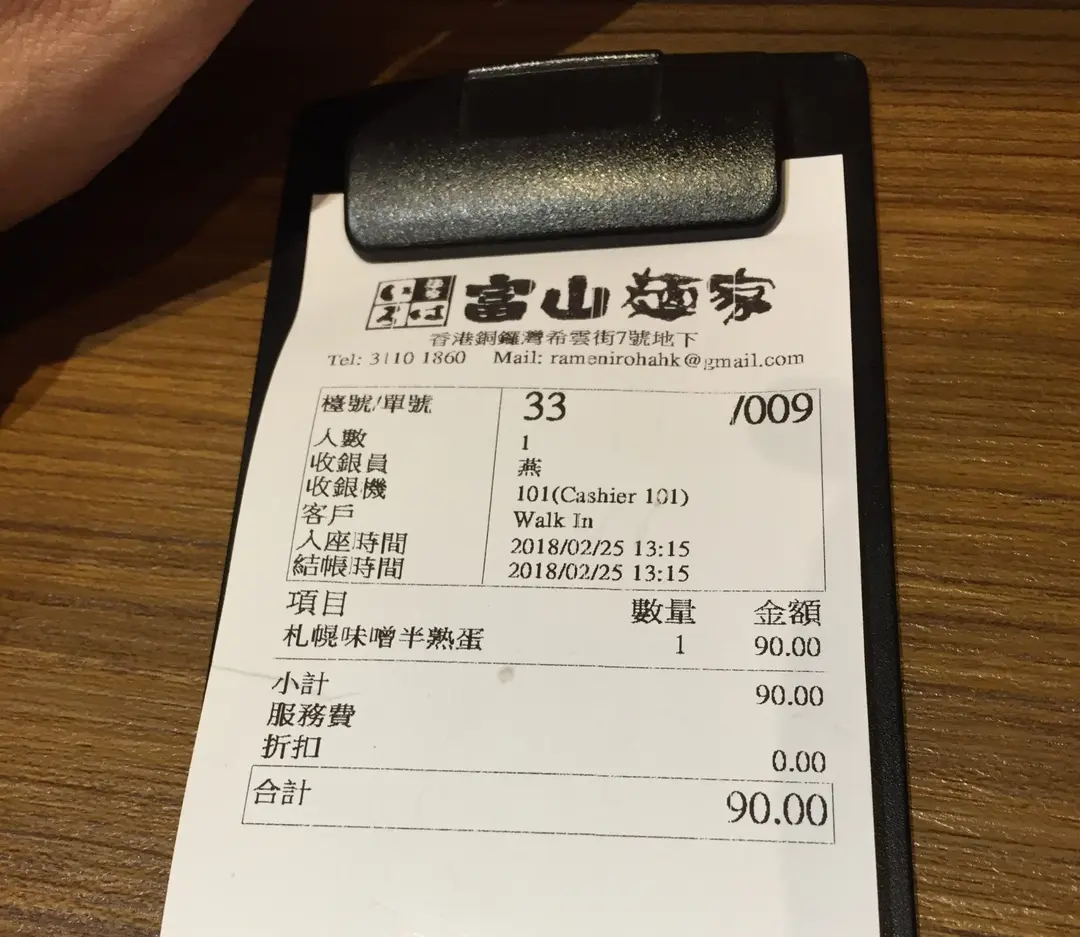 いろは 富山麵家
香港銅鑼灣希雲街7號地下
Tel: 3110 1860 Mail: ramenirohahk@gmail.com
檯號/單號 33 /009
人數 1
收銀員 燕
收銀機 101(Cashier 101)
客戶 Walk In
入座時間 2018/02/25 13:15
結帳時間 2018/02/25 13:15
項目 數量 金額
札幌味噌半熟蛋 1 90.00
小計 90.00
服務費
折扣 0.00
合計 90.00